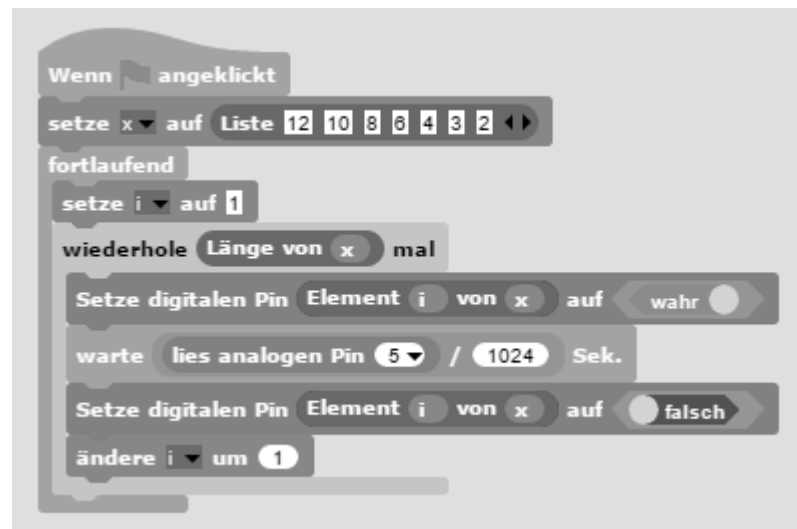 Wenn angeklickt
setze x auf Liste 12 10 8 6 4 3 2
fortlaufend
setze i auf 1
wiederhole Länge von x mal
Setze digitalen Pin Element i von x auf wahr
warte lies analogen Pin 5 / 1024 Sek.
Setze digitalen Pin Element i von x auf falsch
ändere i um 1